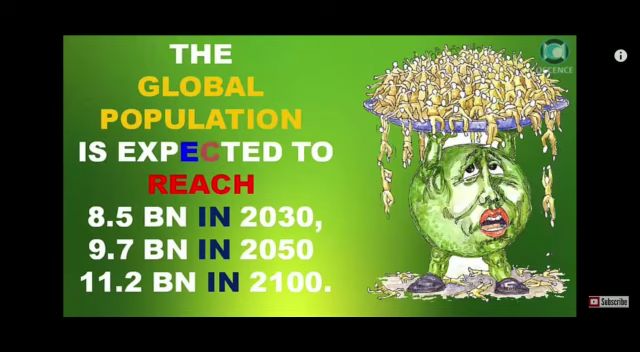 THE
GLOBAL
POPULATION
IS EXPECTED TO
REACH
8.5 BN IN 2030,
9.7 BN IN 2050
11.2 BN IN 2100.
Subscribe